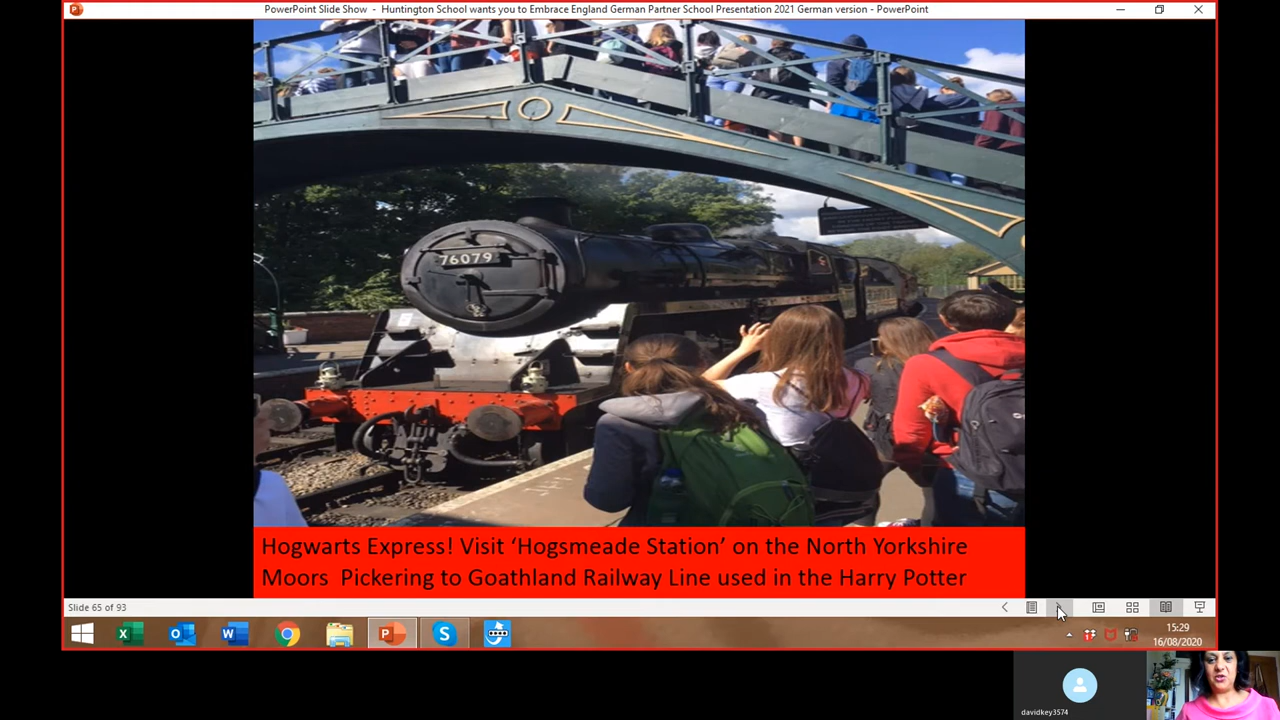 PowerPoint Slide Show - Huntington School wants you to Embrace England German Partner School Presentation 2021 German version - PowerPoint
76079
Hogwarts Express! Visit ‘Hogsmeade Station’ on the North Yorkshire
Moors Pickering to Goathland Railway Line used in the Harry Potter
Slide 65 of 93
15:29
16/08/2020
davidkey3574